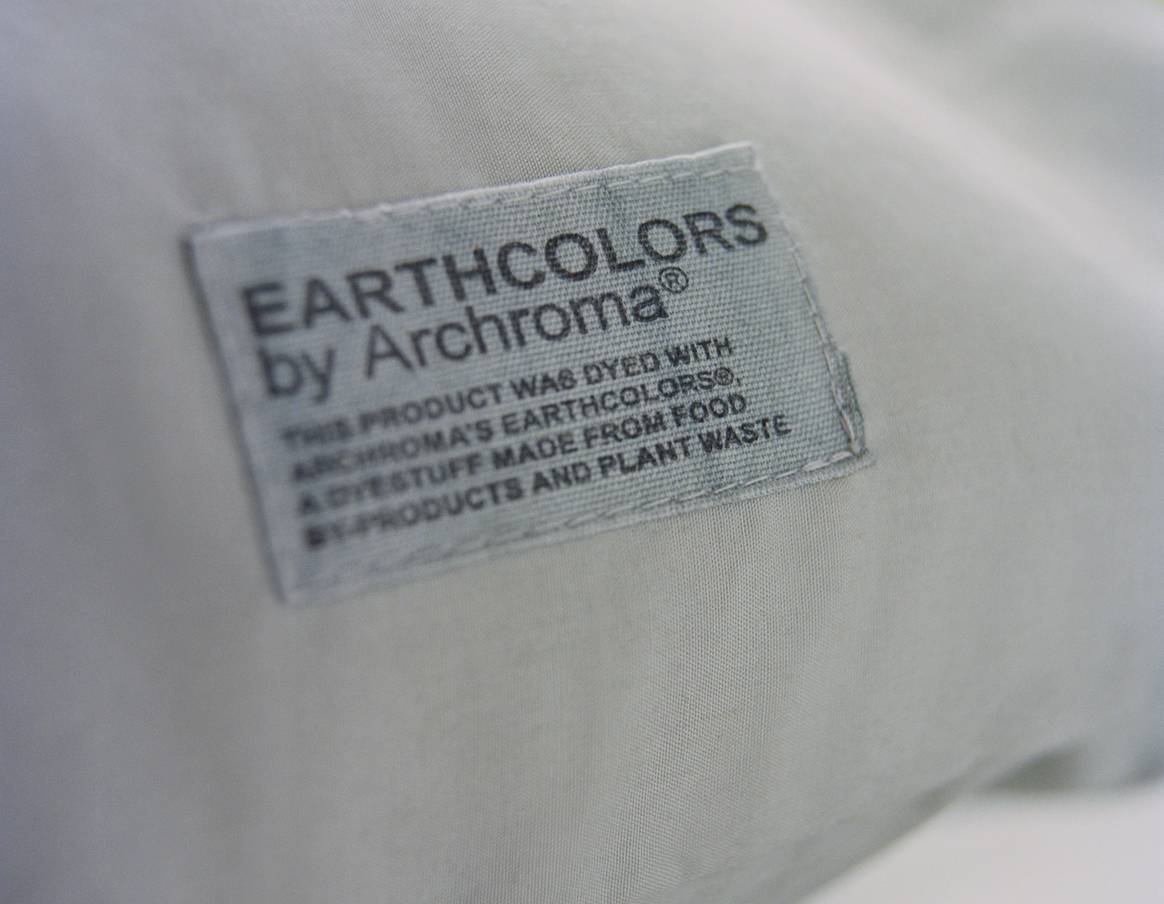 EARTHCOLORS
by Archroma®
THIS PRODUCT WAS DYED WITH
ARCHROMA'S EARTHCOLORS®,
A DYESTUFF MADE FROM FOOD
BY-PRODUCTS AND PLANT WASTE